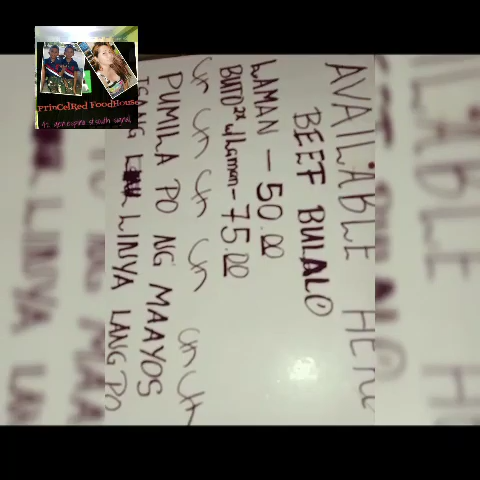 PrinCelRed FoodHouse
AVAILABLE HERE
BEEF BULALO
LAMAN - 50.00
BUTO² w/Laman - 75.00
PUMILA PO NG MAAYOS
ISANG LINYA LANG PO